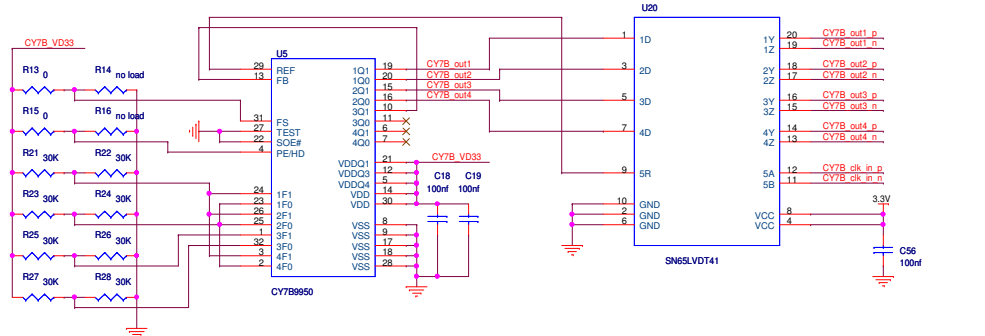 U20
CY7B_VD33
U5
R13 0 R14 no load
R15 0 R16 no load
R21 30K R22 30K
R23 30K R24 30K
R25 30K R26 30K
R27 30K R28 30K
29 REF
13 FB
31 FS
27 TEST
22 SOE#
4 PE/HD
24 1F1
23 1F0
26 2F1
25 2F0
1 3F1
32 3F0
3 4F1
2 4F0
1Q1 19 CY7B_out1
1Q0 20 CY7B_out2
2Q1 15 CY7B_out3
2Q0 16 CY7B_out4
3Q1 10
3Q0 11
4Q1 6
4Q0 7
VDDQ1 21 CY7B_VD33
VDDQ3 12
VDDQ4 5
VDD 14
VDD 30
VSS 8
VSS 9
VSS 17
VSS 18
VSS 28
CY7B9950
C18 100nf
C19 100nf
1 1D
3 2D
5 3D
7 4D
9 5R
10 GND
2 GND
6 GND
1Y 20 CY7B_out1_p
1Z 19 CY7B_out1_n
2Y 18 CY7B_out2_p
2Z 17 CY7B_out2_n
3Y 16 CY7B_out3_p
3Z 15 CY7B_out3_n
4Y 14 CY7B_out4_p
4Z 13 CY7B_out4_n
5A 12 CY7B_clk_in_p
5B 11 CY7B_clk_in_n
VCC 8
VCC 4
3.3V
C56 100nf
SN65LVDT41